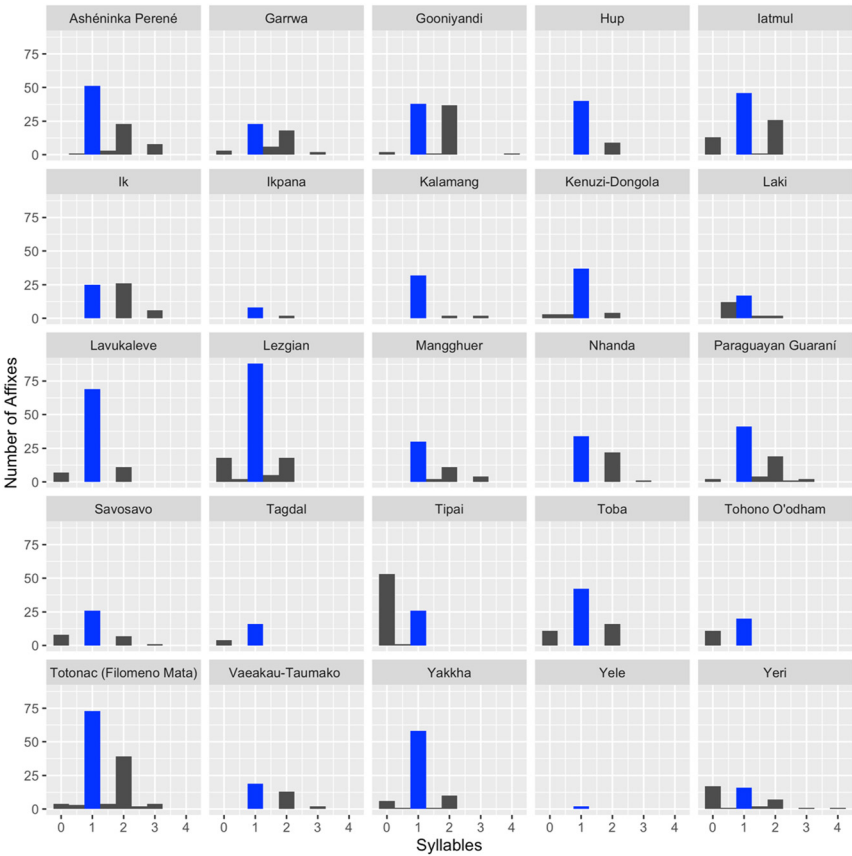 Ashéninka Perené Garrwa Gooniyandi Hup Iatmul
75
50
25
0
Ik Ikpana Kalamang Kenuzi-Dongola Laki
75
50
25
0
Lavukaleve Lezgian Mangghuer Nhanda Paraguayan Guaraní
75
50
25
0
Number of Affixes
Savosavo Tagdal Tipai Toba Tohono O'odham
75
50
25
0
Totonac (Filomeno Mata) Vaeakau-Taumako Yakkha Yele Yeri
75
50
25
0
0 1 2 3 4 0 1 2 3 4 0 1 2 3 4 0 1 2 3 4 0 1 2 3 4
Syllables